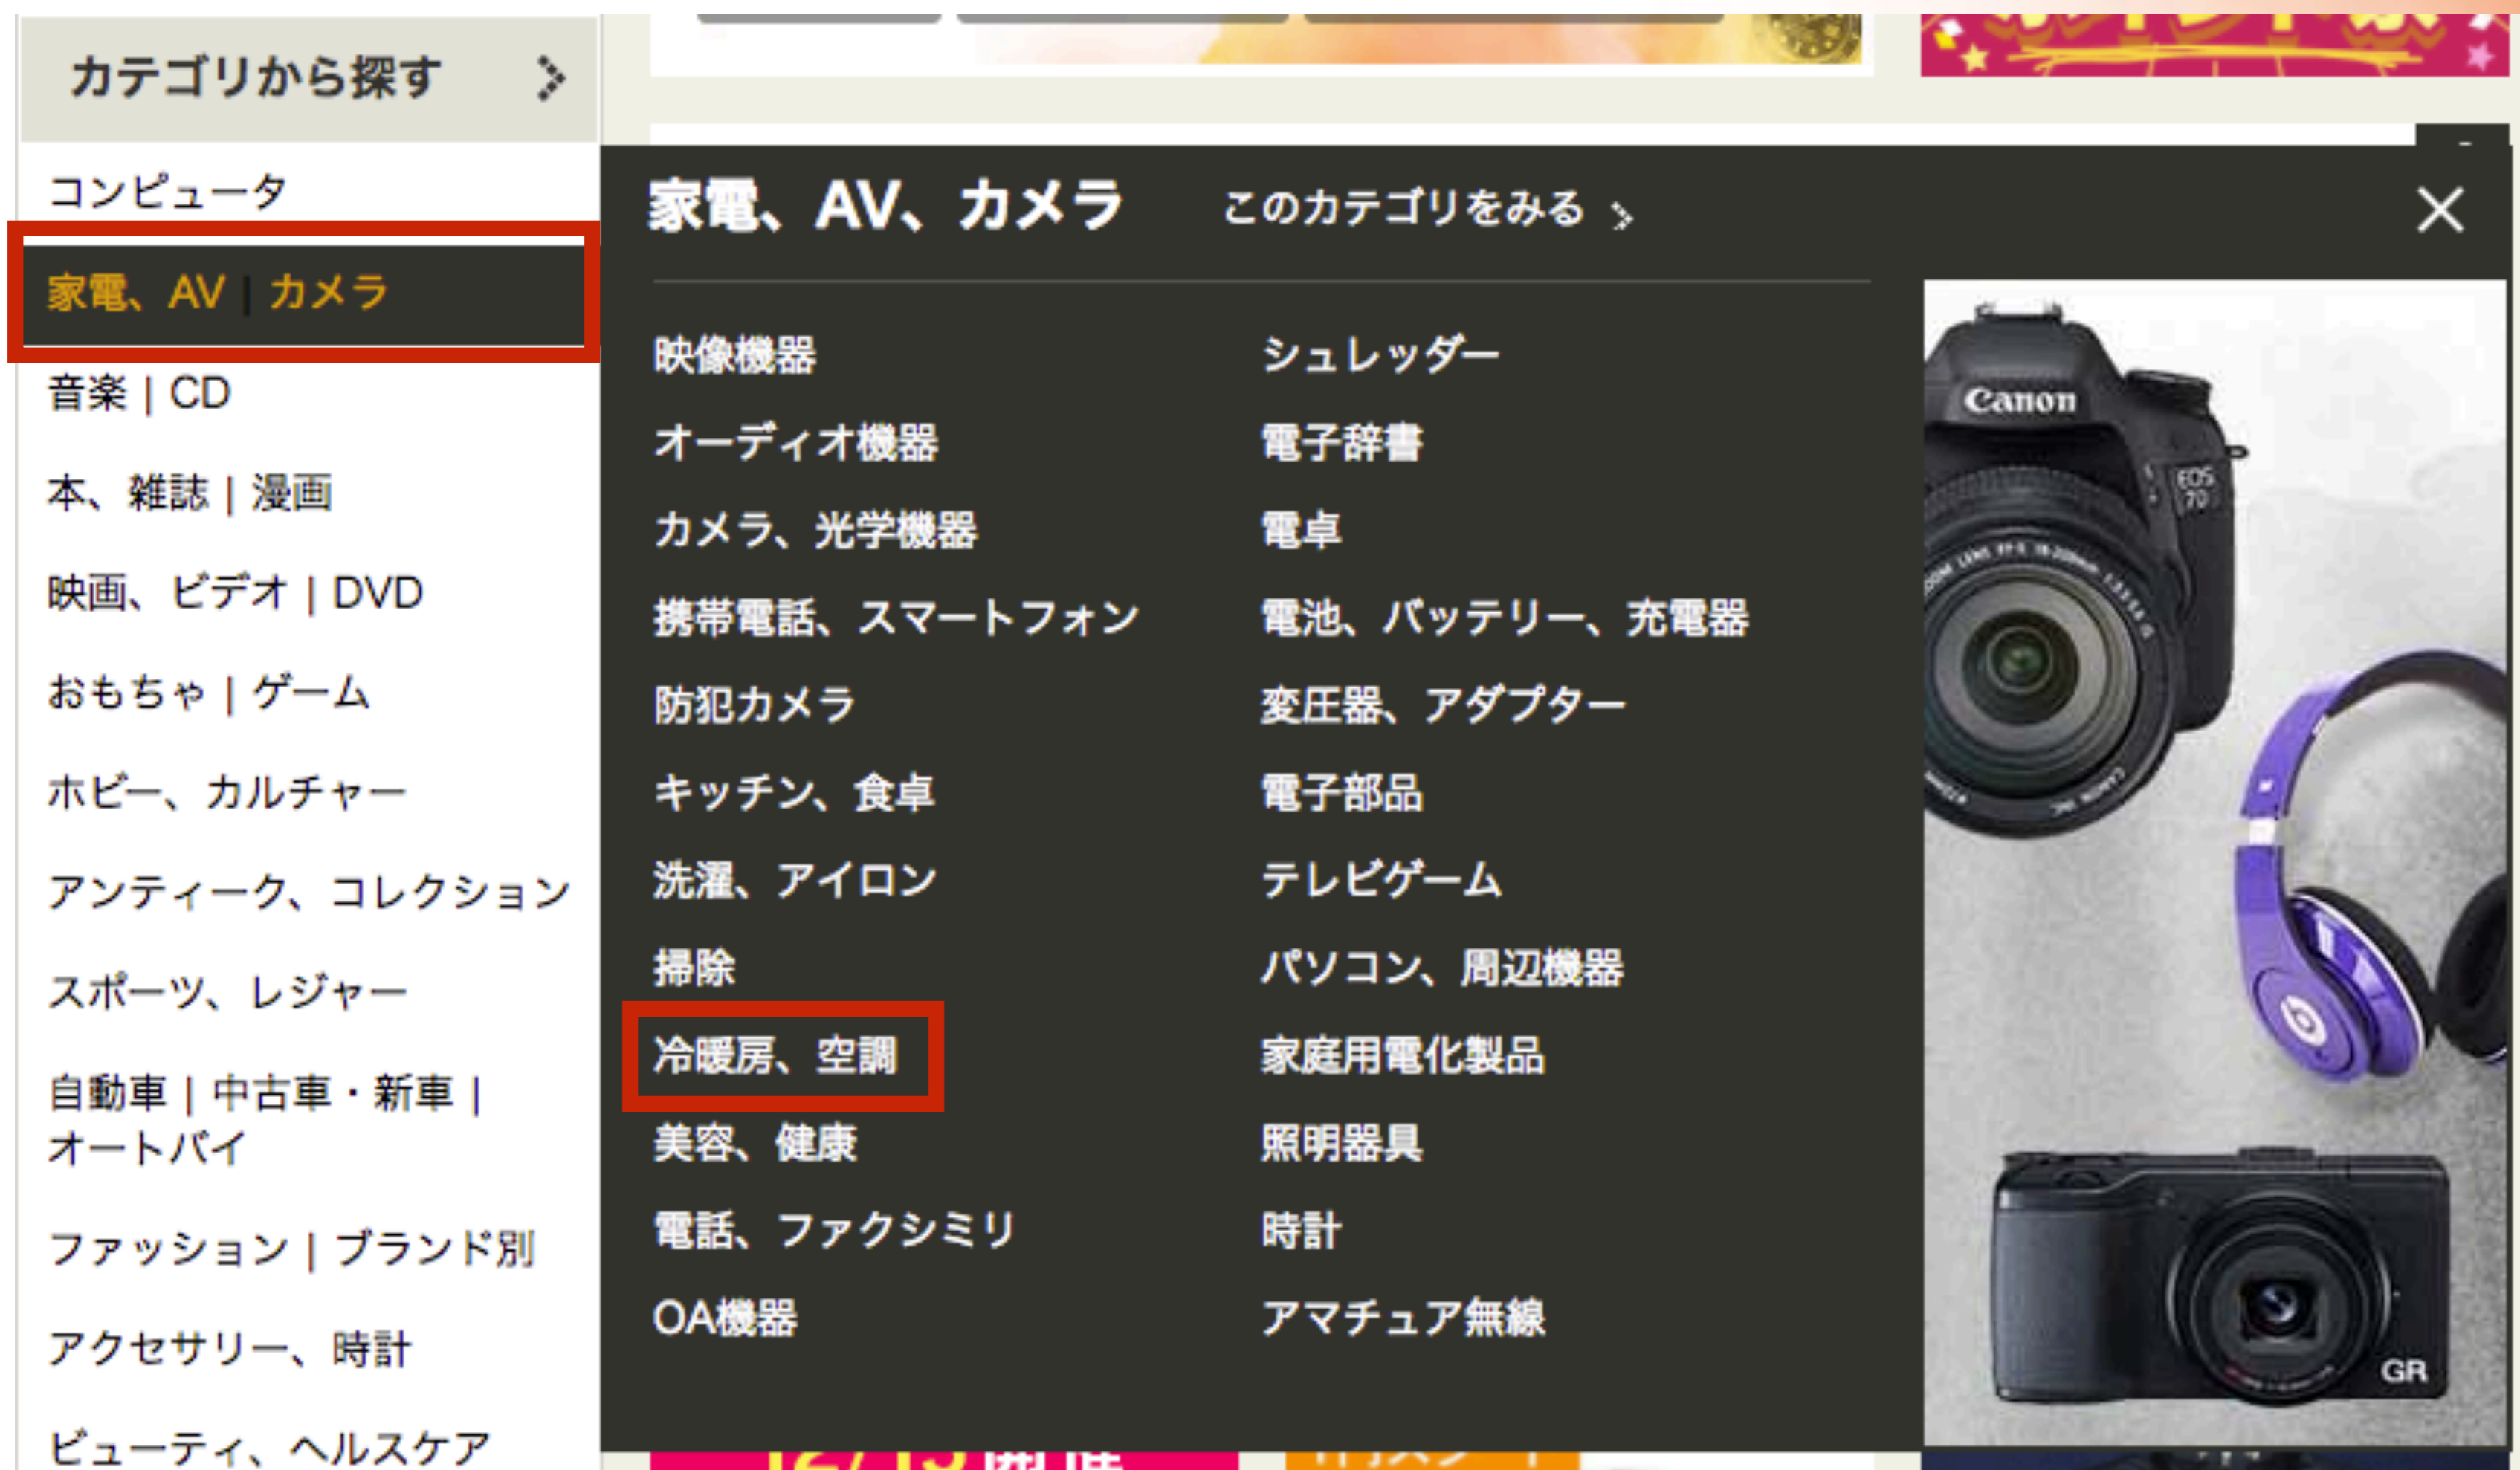 カテゴリから探す
コンピュータ
家電、AV | カメラ
音楽 | CD
本、雑誌 | 漫画
映画、ビデオ | DVD
おもちゃ | ゲーム
ホビー、カルチャー
アンティーク、コレクション
スポーツ、レジャー
自動車 | 中古車・新車 |
オートバイ
ファッション | ブランド別
アクセサリー、時計
ビューティ、ヘルスケア
家電、AV、カメラ このカテゴリをみる
映像機器
オーディオ機器
カメラ、光学機器
携帯電話、スマートフォン
防犯カメラ
キッチン、食卓
洗濯、アイロン
掃除
冷暖房、空調
美容、健康
電話、ファクシミリ
OA機器
シュレッダー
電子辞書
電卓
電池、バッテリー、充電器
変圧器、アダプター
電子部品
テレビゲーム
パソコン、周辺機器
家庭用電化製品
照明器具
時計
アマチュア無線
Canon
EOS
7D
GR